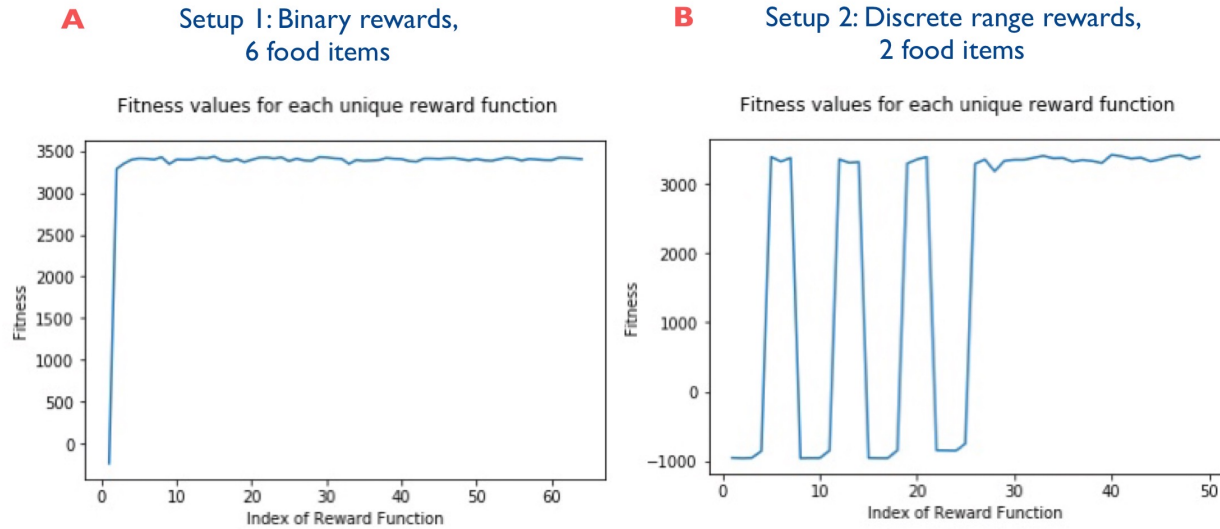 A
Setup 1: Binary rewards,
6 food items
Fitness values for each unique reward function
3500
3000
2500
2000
1500
1000
500
0
Fitness
0 10 20 30 40 50 60
Index of Reward Function
B
Setup 2: Discrete range rewards,
2 food items
Fitness values for each unique reward function
3000
2000
1000
0
−1000
Fitness
0 10 20 30 40 50
Index of Reward Function